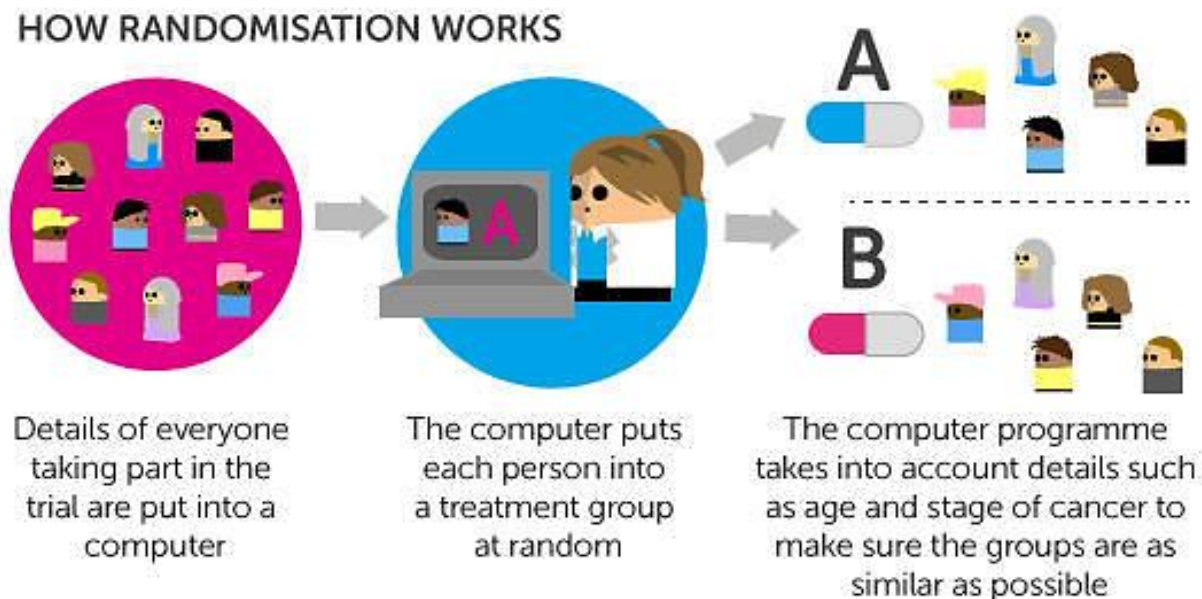 HOW RANDOMISATION WORKS
A
A
B
Details of everyone
taking part in the
trial are put into a
computer
The computer puts
each person into
a treatment group
at random
The computer programme
takes into account details such
as age and stage of cancer to
make sure the groups are as
similar as possible